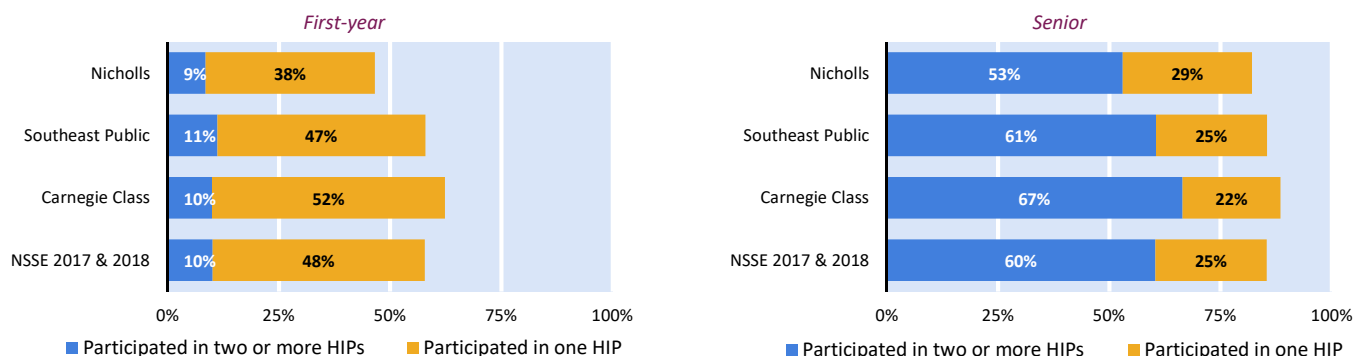 First-year
Nicholls
9%
38%
Southeast Public
11%
47%
Carnegie Class
10%
52%
NSSE 2017 & 2018
10%
48%
0%
25%
50%
75%
100%
Participated in two or more HIPs
Participated in one HIP
Senior
Nicholls
53%
29%
Southeast Public
61%
25%
Carnegie Class
67%
22%
NSSE 2017 & 2018
60%
25%
0%
25%
50%
75%
100%
Participated in two or more HIPs
Participated in one HIP